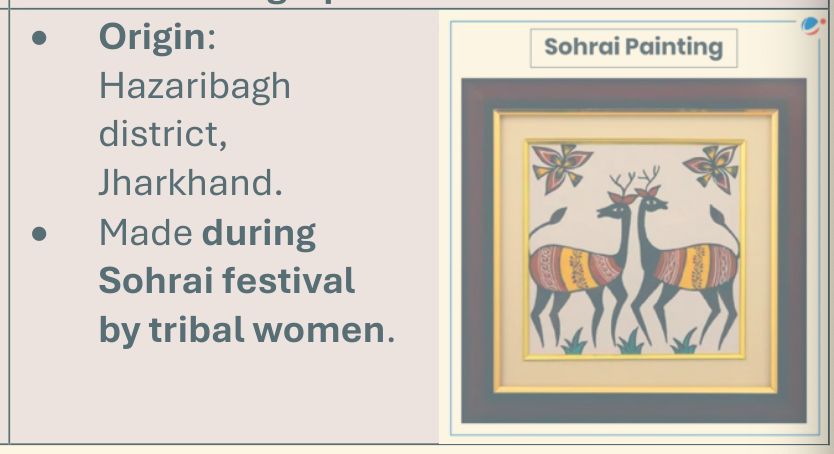 • Origin:
Hazaribagh
district,
Jharkhand.
• Made during
Sohrai festival
by tribal women.
Sohrai Painting